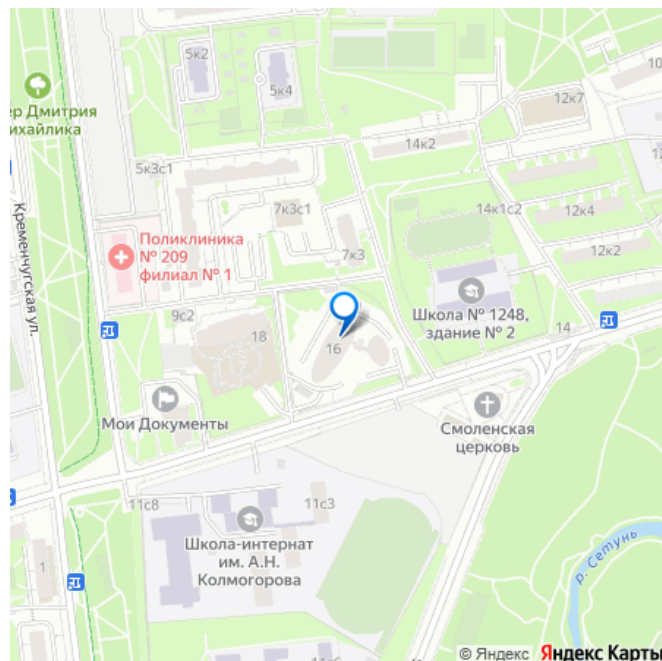 5к2
5к4
12к7
10
ер Дмитрия
ихайлика
14к2
5к3с1
12
7к3с1
14к1с2
12к4
Поликлиника
№ 209
филиал № 1
7к3
12к2
Кременчугская ул.
Школа № 1248,
здание № 2
9с2
18
16
14
Мои Документы
Смоленская
церковь
11с8
11с3
Школа-интернат
им. А.Н.
Колмогорова
р. Сетунь
1
© Яндекс Яндекс Карты